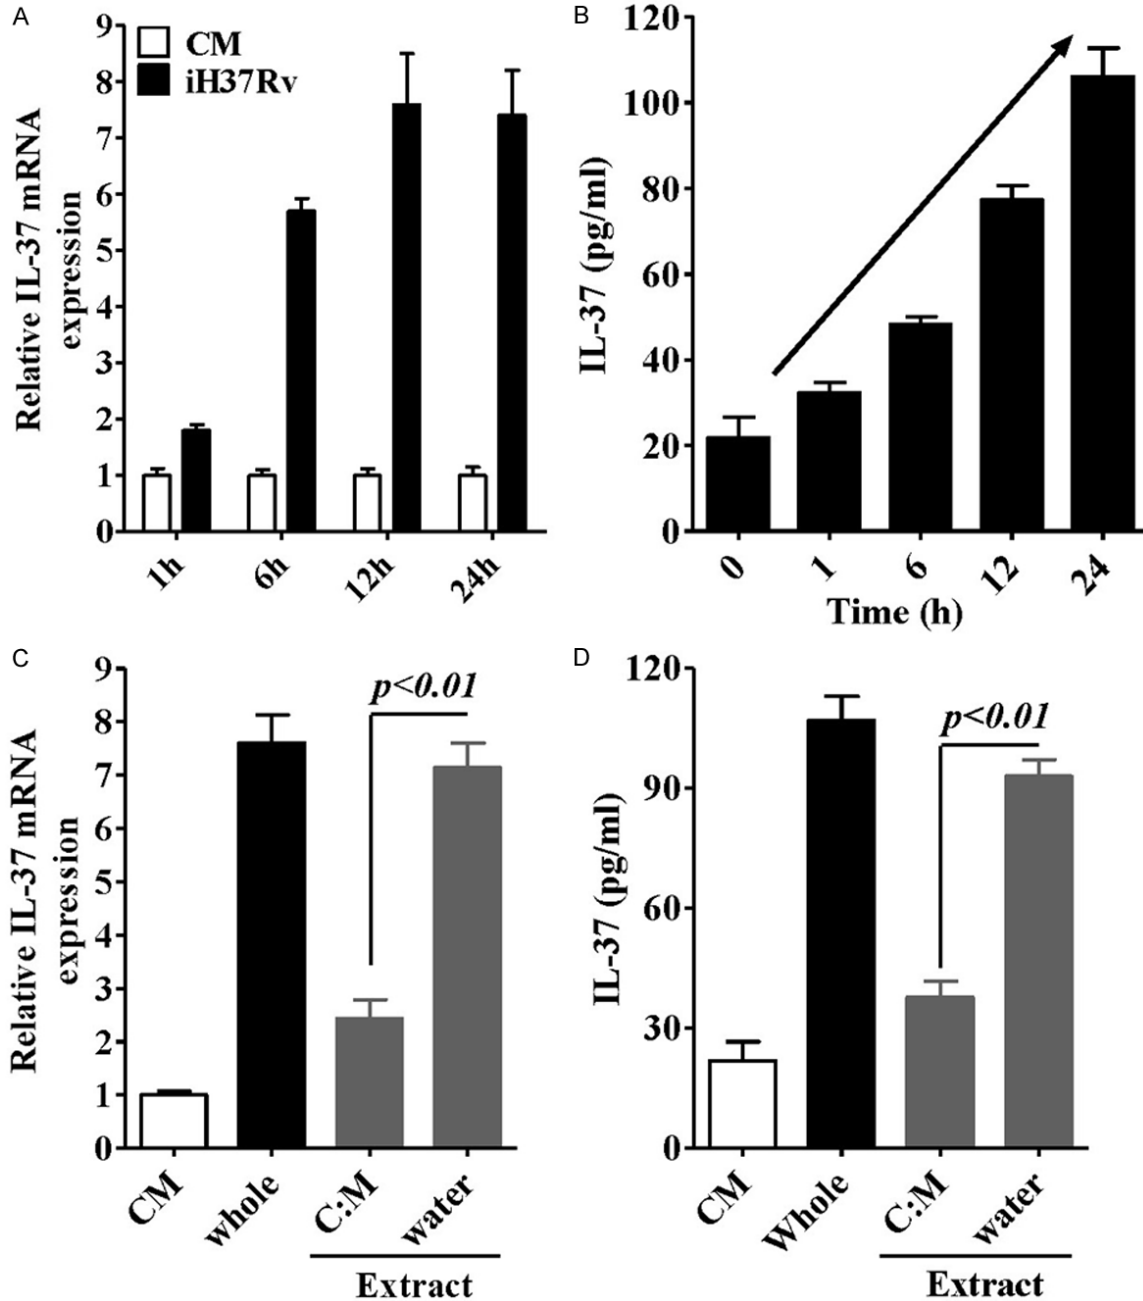 A
9
8
7
6
5
4
3
2
1
0
Relative IL-37 mRNA
expression
CM
iH37Rv
1h
6h
12h
24h
B
120
100
80
60
40
20
0
IL-37 (pg/ml)
0
1
6
12
24
Time (h)
C
9
8
7
6
5
4
3
2
1
0
Relative IL-37 mRNA
expression
p<0.01
CM
whole
C:M
water
Extract
D
120
90
60
30
0
IL-37 (pg/ml)
p<0.01
CM
Whole
C:M
water
Extract